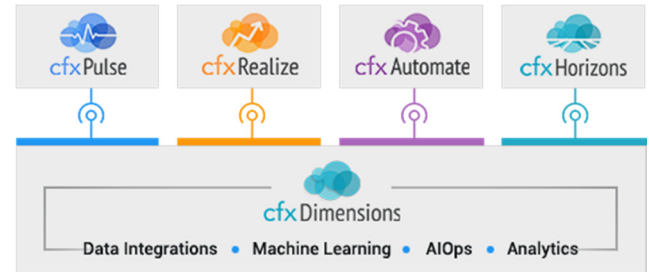 cfxPulse
cfxRealize
cfxAutomate
cfxHorizons
cfxDimensions
Data Integrations • Machine Learning • AIOps • Analytics